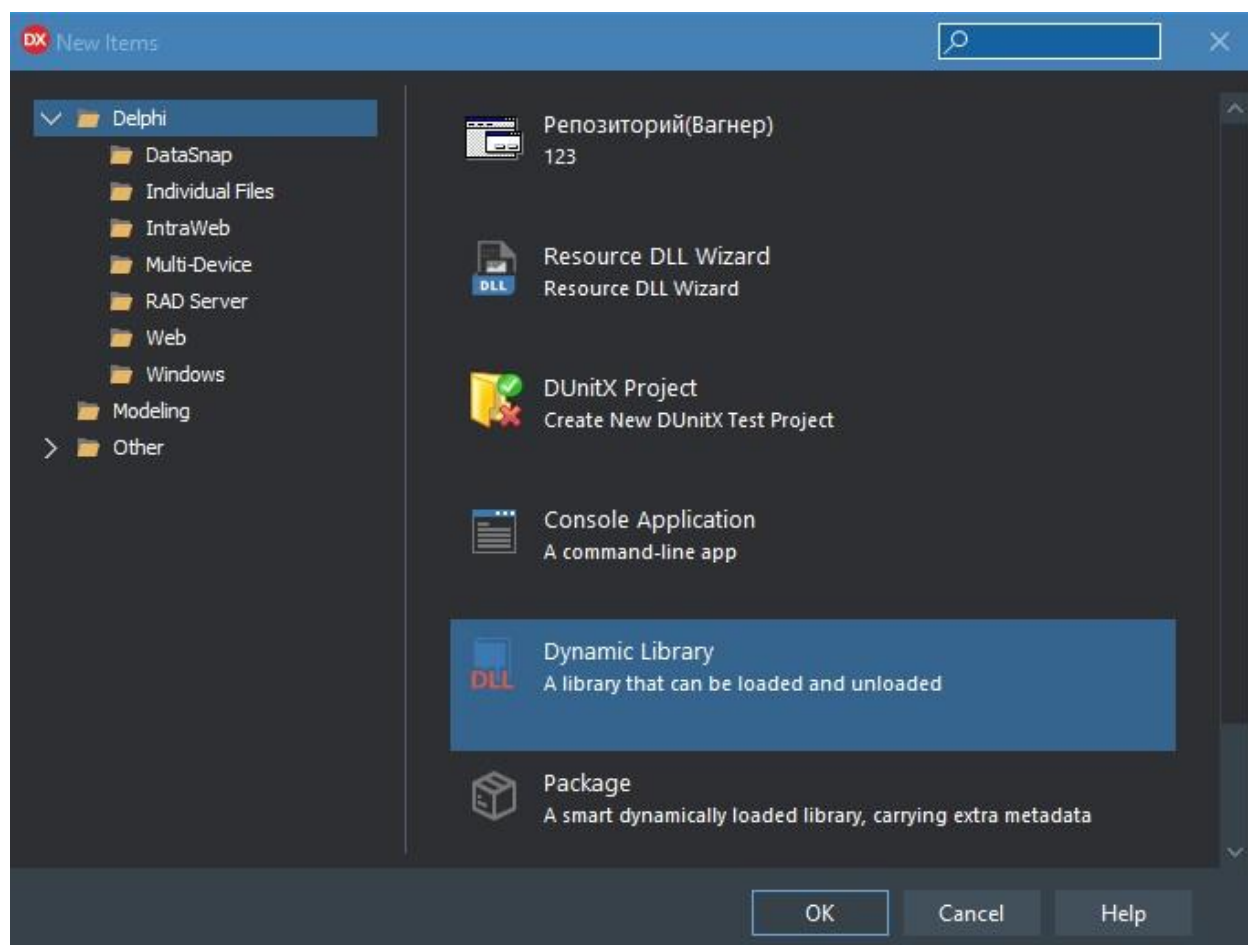 DX New Items
Delphi
DataSnap
Individual Files
IntraWeb
Multi-Device
RAD Server
Web
Windows
Modeling
Other
Репозиторий(Вагнер)
123
Resource DLL Wizard
Resource DLL Wizard
DLL
DUnitX Project
Create New DUnitX Test Project
Console Application
A command-line app
Dynamic Library
A library that can be loaded and unloaded
DLL
Package
A smart dynamically loaded library, carrying extra metadata
OK
Cancel
Help